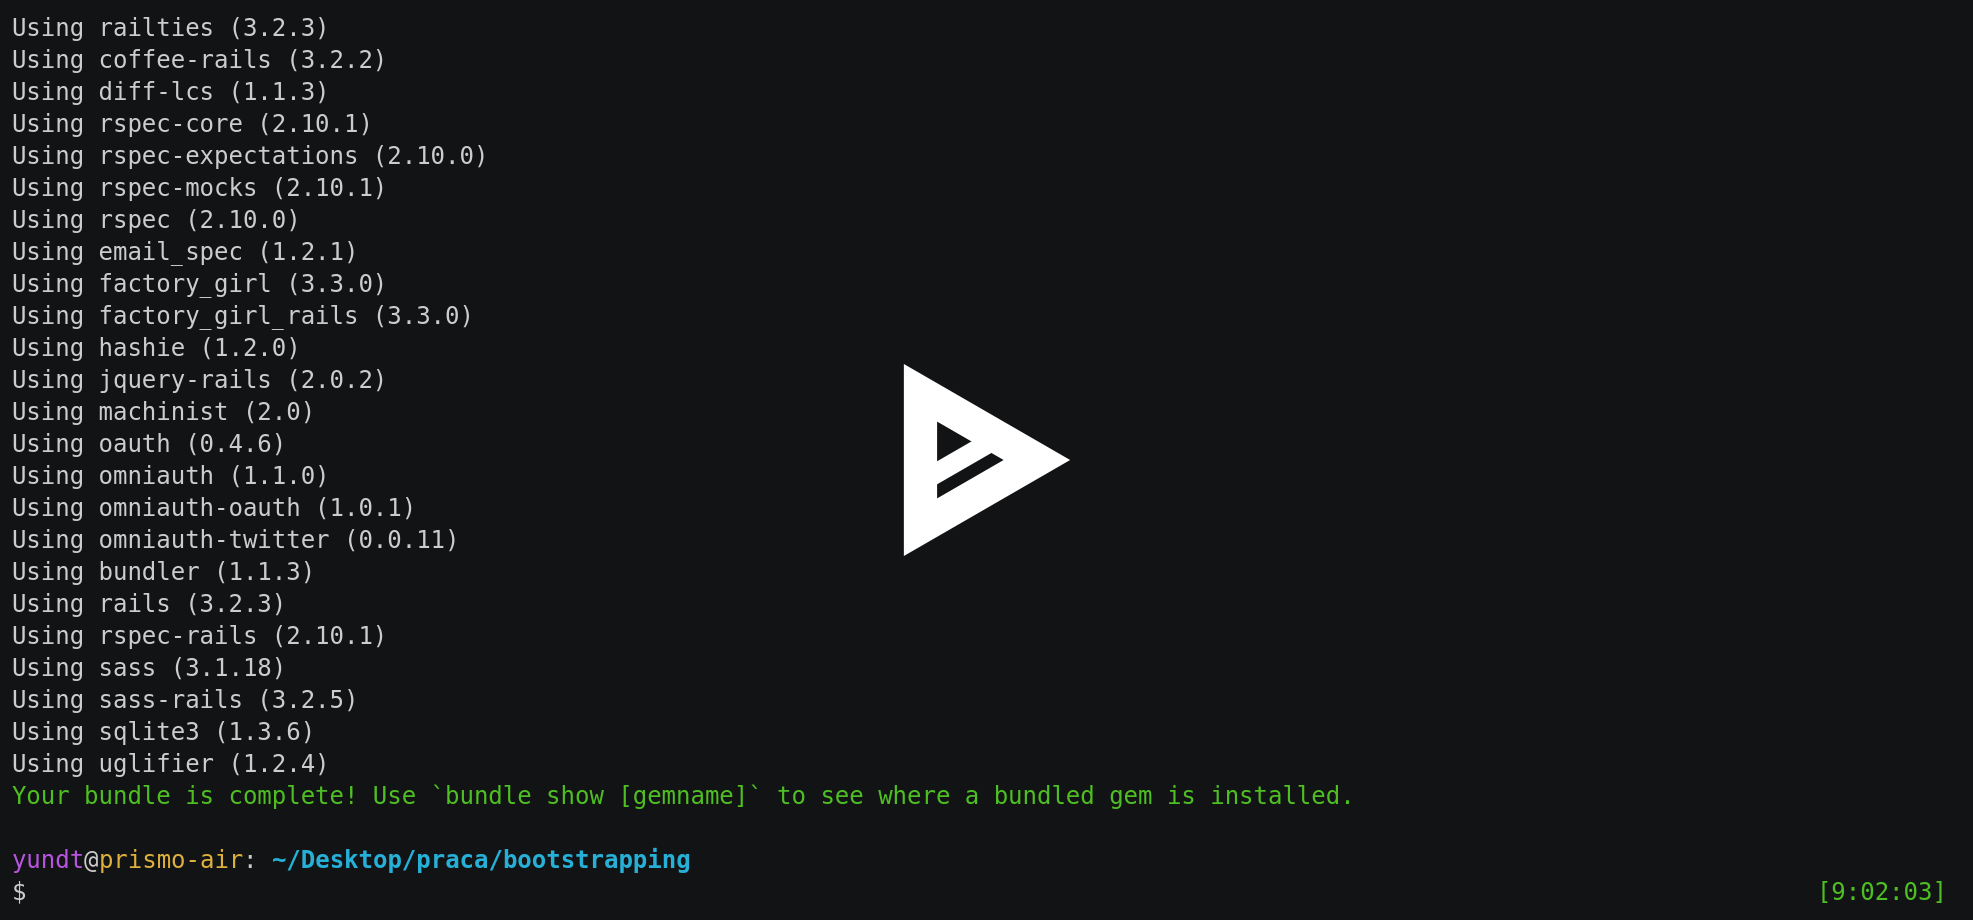 Using railties (3.2.3)
Using coffee-rails (3.2.2)
Using diff-lcs (1.1.3)
Using rspec-core (2.10.1)
Using rspec-expectations (2.10.0)
Using rspec-mocks (2.10.1)
Using rspec (2.10.0)
Using email_spec (1.2.1)
Using factory_girl (3.3.0)
Using factory_girl_rails (3.3.0)
Using hashie (1.2.0)
Using jquery-rails (2.0.2)
Using machinist (2.0)
Using oauth (0.4.6)
Using omniauth (1.1.0)
Using omniauth-oauth (1.0.1)
Using omniauth-twitter (0.0.11)
Using bundler (1.1.3)
Using rails (3.2.3)
Using rspec-rails (2.10.1)
Using sass (3.1.18)
Using sass-rails (3.2.5)
Using sqlite3 (1.3.6)
Using uglifier (1.2.4)
Your bundle is complete! Use `bundle show [gemname]` to see where a bundled gem is installed.
yundt@prismo-air: ~/Desktop/praca/bootstrapping
$ [9:02:03]